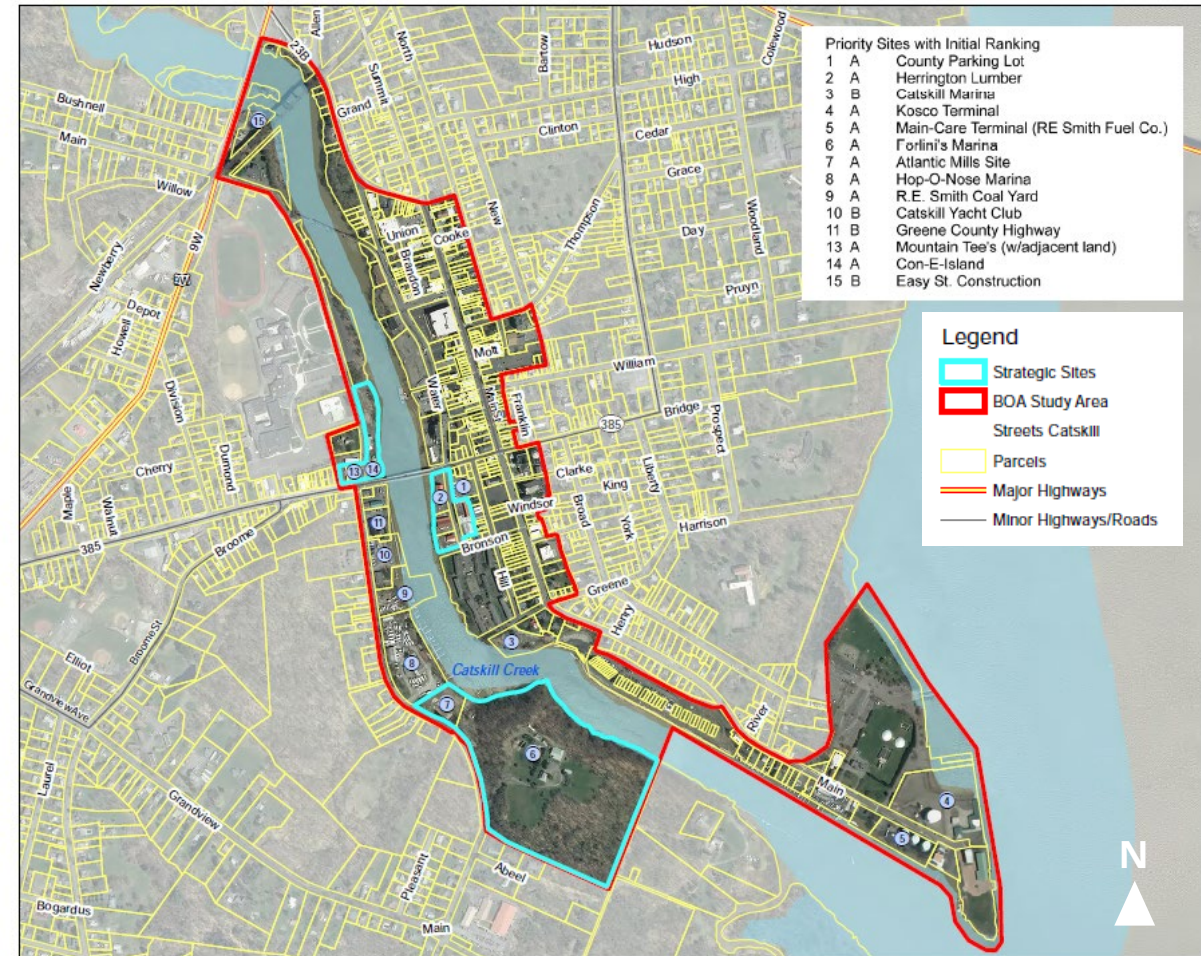 Priority Sites with Initial Ranking
1 A County Parking Lot
2 A Herrington Lumber
3 B Catskill Marina
4 A Kosco Terminal
5 A Main-Care Terminal (RE Smith Fuel Co.)
6 A Forlini's Marina
7 A Atlantic Mills Site
8 A Hop-O-Nose Marina
9 A R.E. Smith Coal Yard
10 B Catskill Yacht Club
11 B Greene County Highway
13 A Mountain Tee's (w/adjacent land)
14 A Con-E-Island
15 B Easy St. Construction
Legend
Strategic Sites
BOA Study Area
Streets Catskill
Parcels
Major Highways
Minor Highways/Roads
N
Allen
23B
North
Summit
Grand
Bartow
Hudson
High
Colewood
Clinton
Cedar
Grace
Bushnell
Main
15
Willow
New
Thompson
Day
Woodland
Union
Cooke
Brandon
Newberry
9W
9W
Pruyn
Depot
Howell
Mott
William
Division
Water
Main St
Franklin
Bridge
385
Prospect
Cherry
Dumond
13
14
Clarke
King
Liberty
1
2
Windsor
Maple
Walnut
Broad
York
Harrison
385
Broome
11
Bronson
10
Hill
Greene
9
Henry
3
Broome St
Elliot
8
Catskill Creek
Grandview Ave
7
River
6
Laurel
Main
4
Grandview
5
Pleasant
Abeel
Bogardus
Main